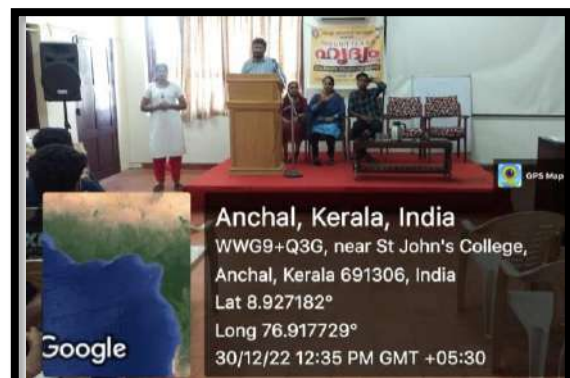 ഹൃദ്യം
GPS Map
Anchal, Kerala, India
WWG9+Q3G, near St John's College,
Anchal, Kerala 691306, India
Lat 8.927182°
Long 76.917729°
30/12/22 12:35 PM GMT +05:30
Google